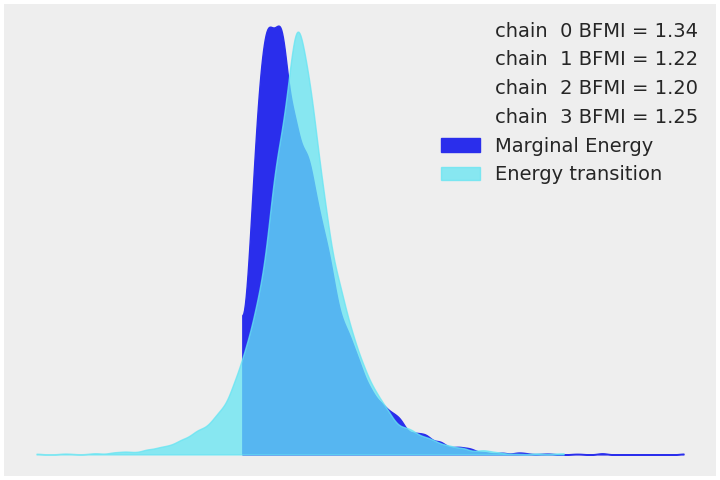 chain  0 BFMI = 1.34
chain  1 BFMI = 1.22
chain  2 BFMI = 1.20
chain  3 BFMI = 1.25
Marginal Energy
Energy transition